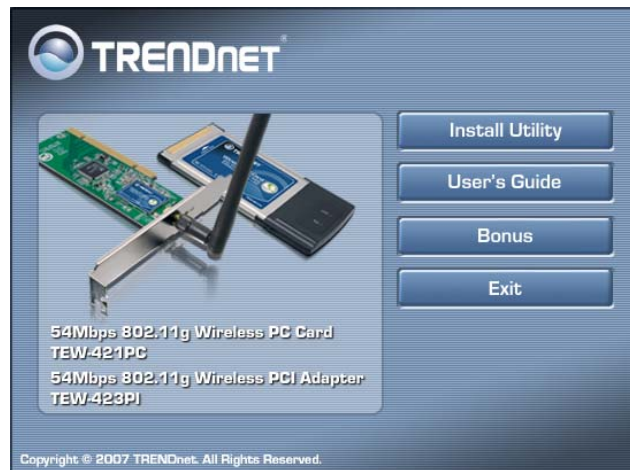 TRENDnet®
Install Utility
User's Guide
Bonus
Exit
54Mbps 802.11g Wireless PC Card
TEW-421PC
54Mbps 802.11g Wireless PCI Adapter
TEW-423PI
Copyright © 2007 TRENDnet. All Rights Reserved.